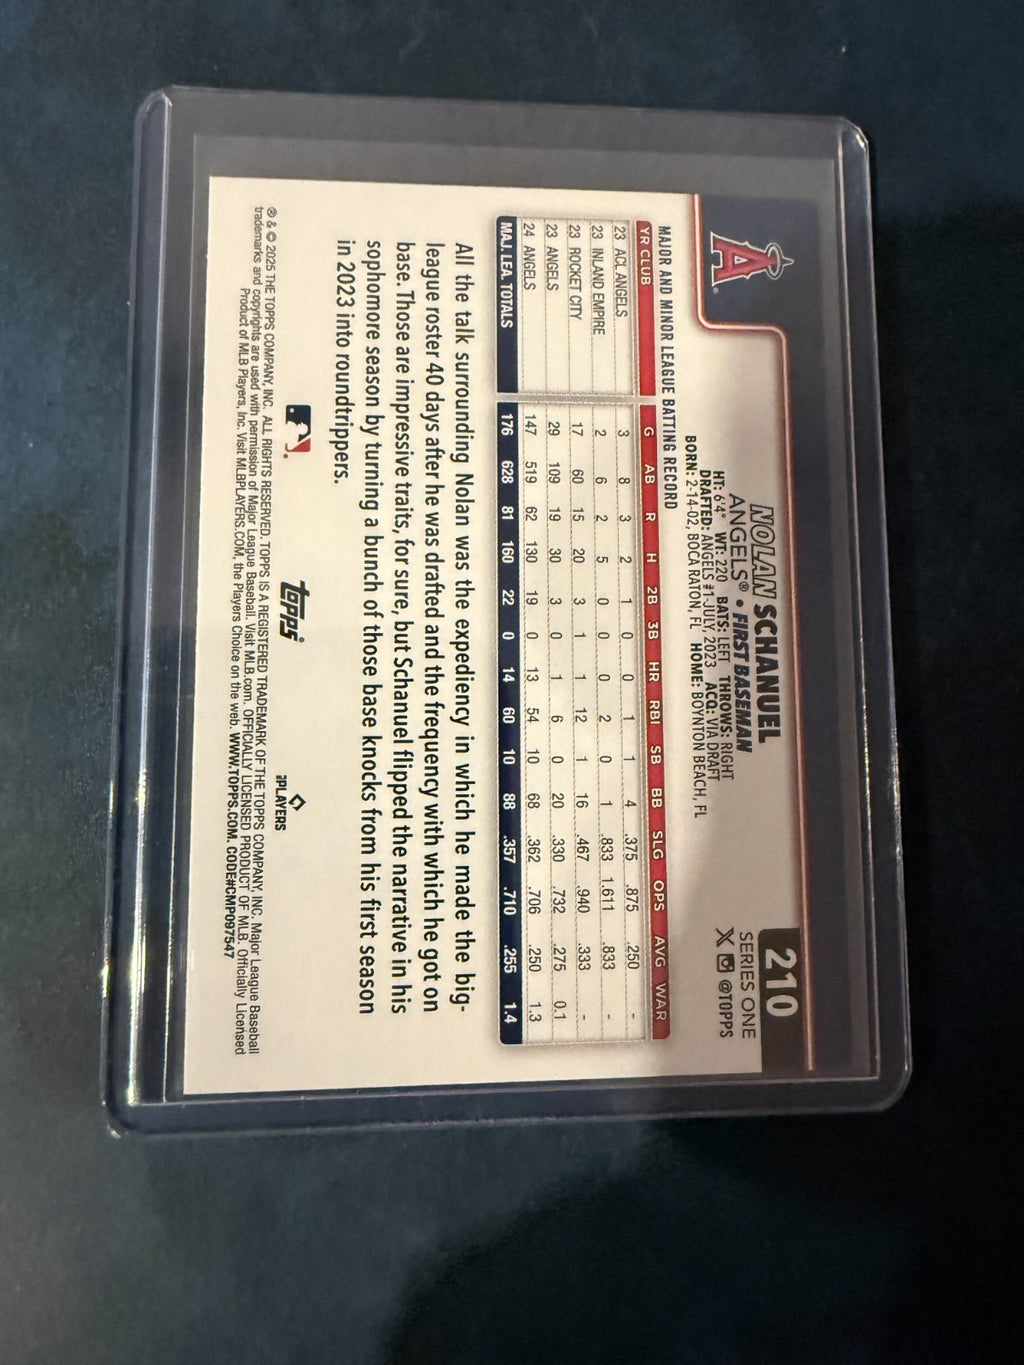 A
210
SERIES ONE
X @TOPPS
NOLAN SCHANUEL
ANGELS® • FIRST BASEMAN
HT: 6'4" WT: 220 BATS: LEFT THROWS: RIGHT
DRAFTED: ANGELS #1-JULY, 2023 ACQ: VIA DRAFT
BORN: 2-14-02, BOCA RATON, FL HOME: BOYNTON BEACH, FL
MAJOR AND MINOR LEAGUE BATTING RECORD
YR CLUB G AB R H 2B 3B HR RBI SB BB SLG OPS AVG WAR
23 ACL ANGELS 3 8 3 2 1 0 0 1 1 4 .375 .875 .250 -
23 INLAND EMPIRE 2 6 2 5 0 0 0 2 0 1 .833 1.611 .833 -
23 ROCKET CITY 17 60 15 20 3 1 1 12 1 16 .467 .940 .333 -
23 ANGELS 29 109 19 30 3 0 1 6 0 20 .330 .732 .275 0.1
24 ANGELS 147 519 62 130 19 0 13 54 10 68 .362 .706 .250 1.3
MAJ. LEA. TOTALS 176 628 81 160 22 0 14 60 10 88 .357 .710 .255 1.4
All the talk surrounding Nolan was the expediency in which he made the big-
league roster 40 days after he was drafted and the frequency with which he got on
base. Those are impressive traits, for sure, but Schanuel flipped the narrative in his
sophomore season by turning a bunch of those base knocks from his first season
in 2023 into roundtrippers.
topps
PLAYERS
® & © 2025 THE TOPPS COMPANY, INC. ALL RIGHTS RESERVED. TOPPS IS A REGISTERED TRADEMARK OF THE TOPPS COMPANY, INC. Major League Baseball
trademarks and copyrights are used with permission of Major League Baseball. Visit MLB.com. OFFICIALLY LICENSED PRODUCT OF MLB. Officially Licensed
Product of MLB Players, Inc. Visit MLBPLAYERS.COM, the Players Choice on the web. WWW.TOPPS.COM. CODE#CMP097547